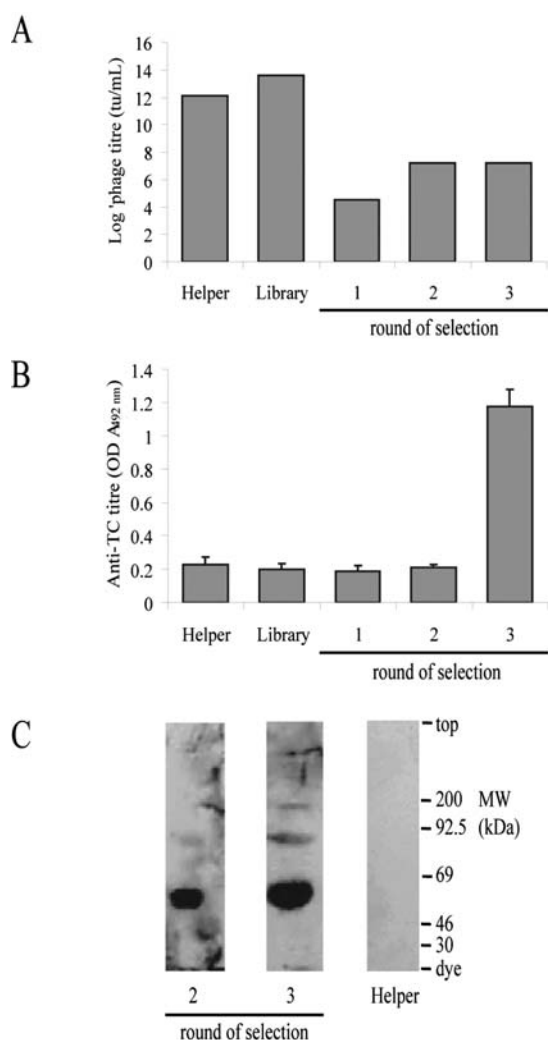 A
Log 'phage titre (tu/mL)
16
14
12
10
8
6
4
2
0
Helper Library 1 2 3
round of selection
B
Anti-TC titre (OD A492 nm)
1.4
1.2
1
0.8
0.6
0.4
0.2
0
Helper Library 1 2 3
round of selection
C
top
200 MW
92.5 (kDa)
69
46
30
dye
2 3 Helper
round of selection